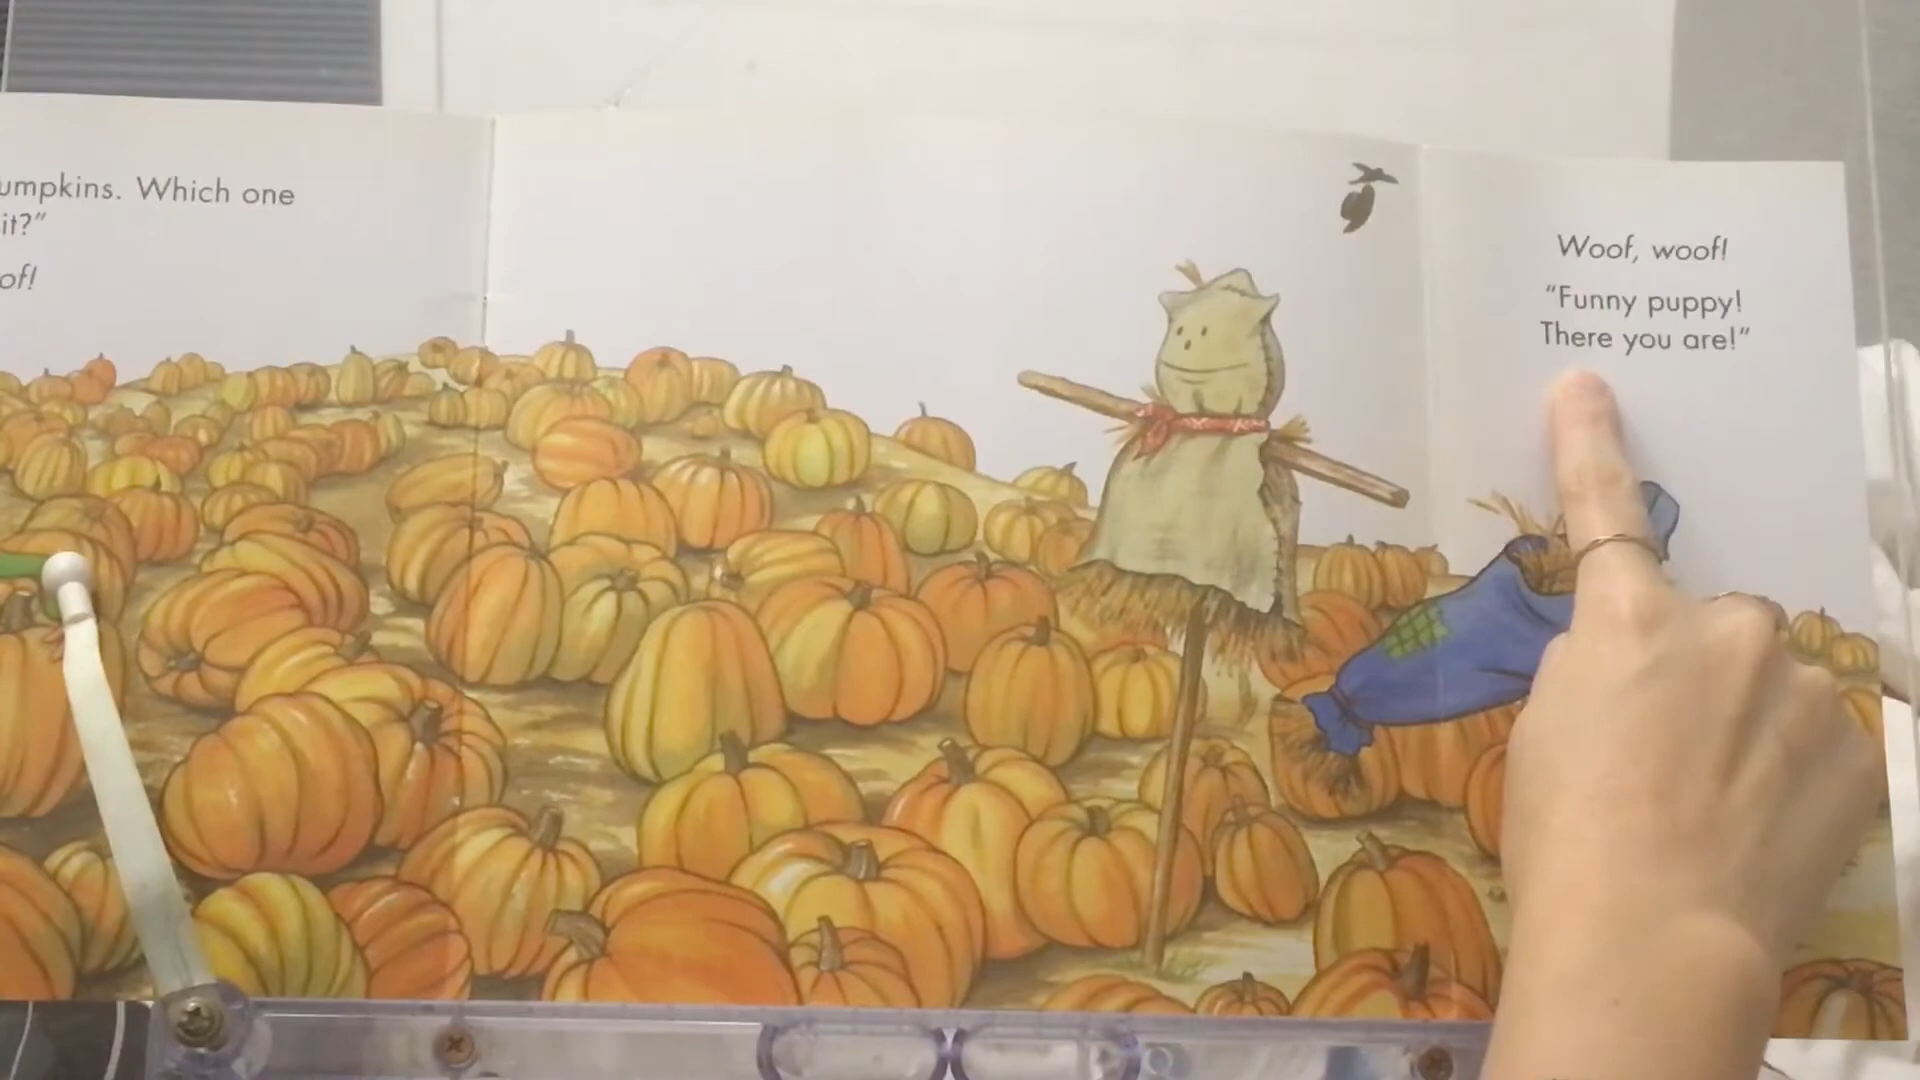 umpkins. Which one
it?"
of!
Woof, woof!
"Funny puppy!
There you are!"